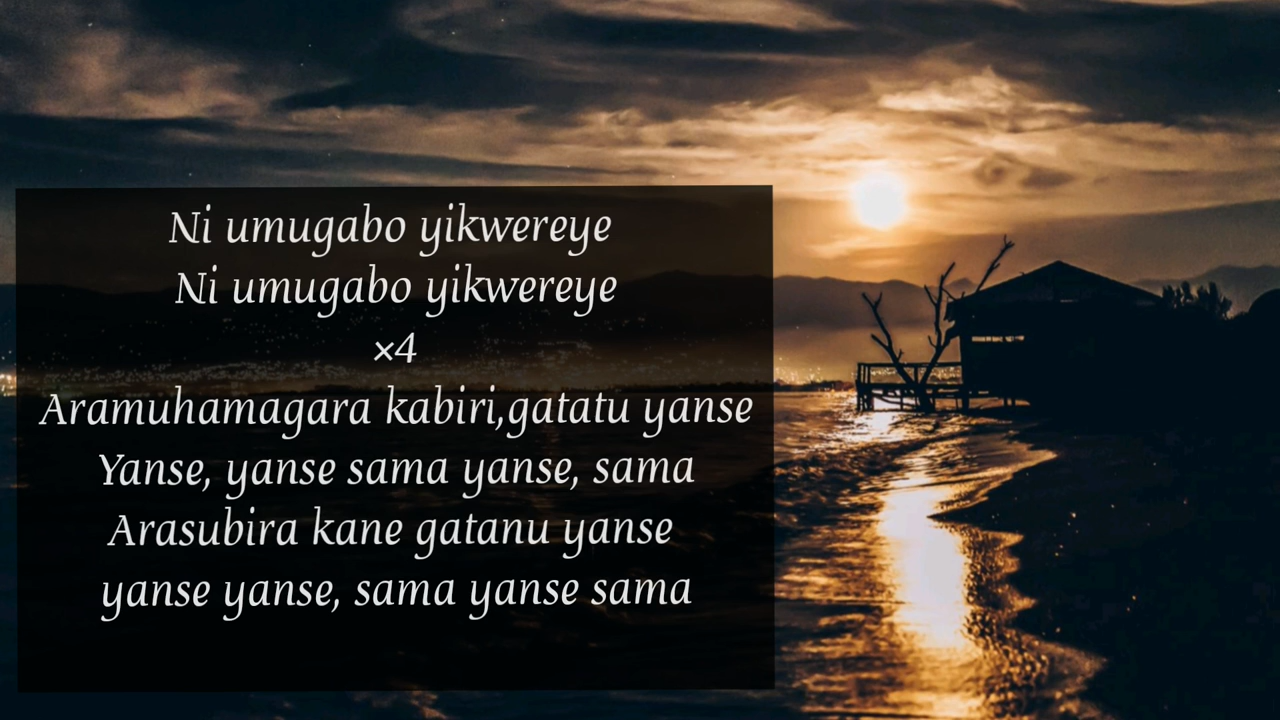 Ni umugabo yikwereye
Ni umugabo yikwereye
×4
Aramuhamagara kabiri,gatatu yanse
Yanse, yanse sama yanse, sama
Arasubira kane gatanu yanse
yanse yanse, sama yanse sama